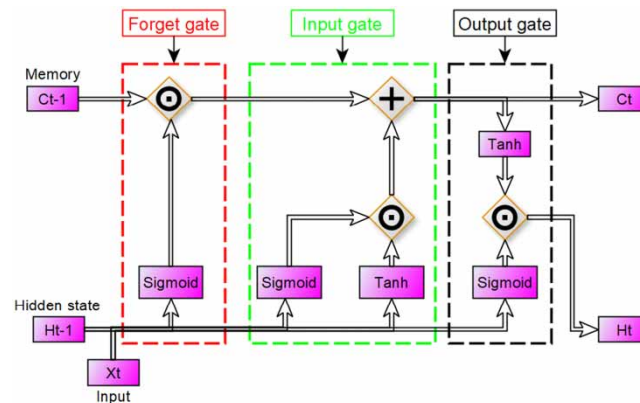 Forget gate
Input gate
Output gate
Memory
Ct-1
Ct
Tanh
Sigmoid
Sigmoid
Tanh
Sigmoid
Hidden state
Ht-1
Ht
Xt
Input